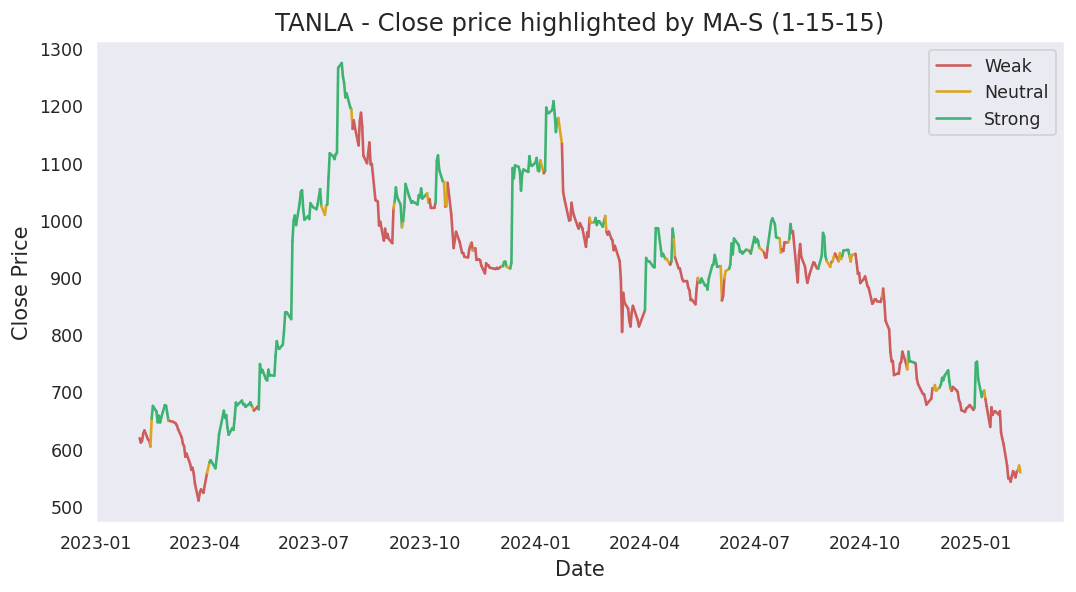 TANLA - Close price highlighted by MA-S (1-15-15)
Weak
Neutral
Strong
Close Price
1300
1200
1100
1000
900
800
700
600
500
2023-01 2023-04 2023-07 2023-10 2024-01 2024-04 2024-07 2024-10 2025-01
Date